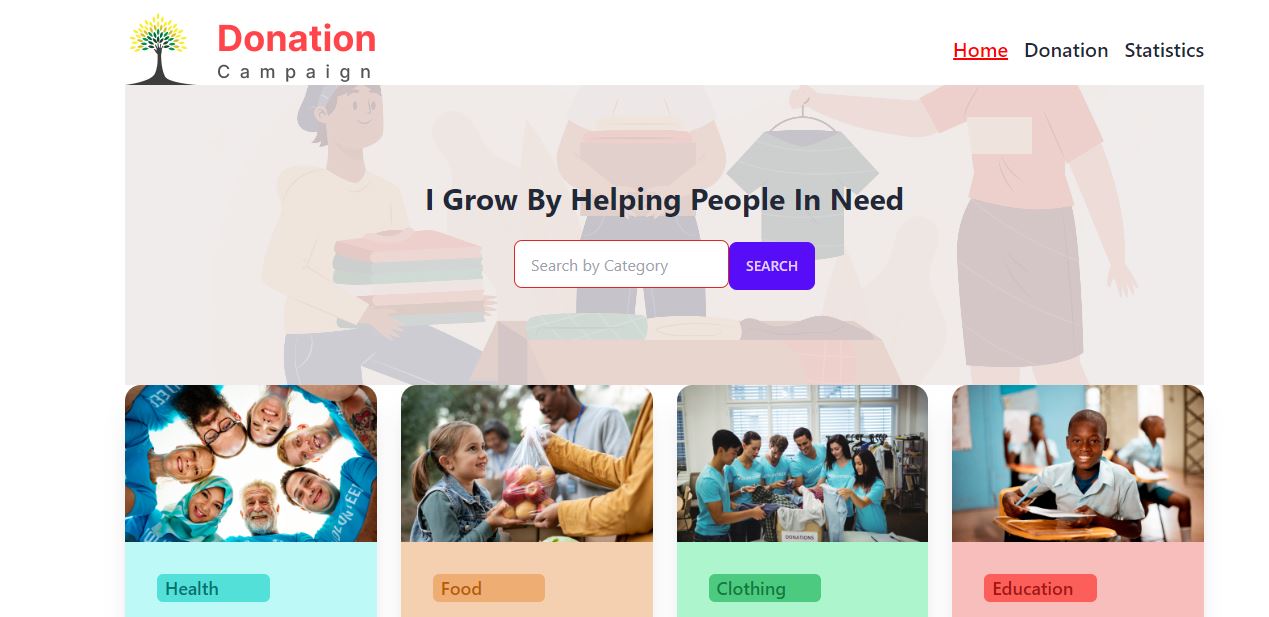 Donation
Campaign
Home Donation Statistics
I Grow By Helping People In Need
Search by Category SEARCH
DONATIONS
Health Food Clothing Education